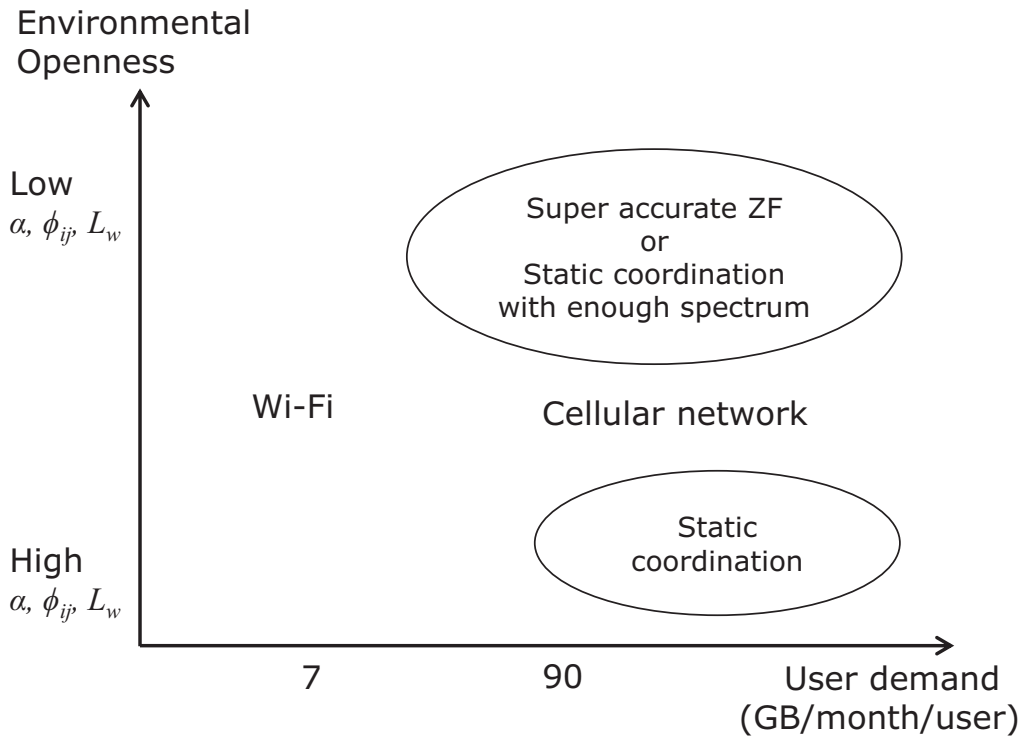 Environmental
Openness
Low
α, ϕij, Lw
Super accurate ZF
or
Static coordination
with enough spectrum
Wi-Fi
Cellular network
Static
coordination
High
α, ϕij, Lw
7
90
User demand
(GB/month/user)